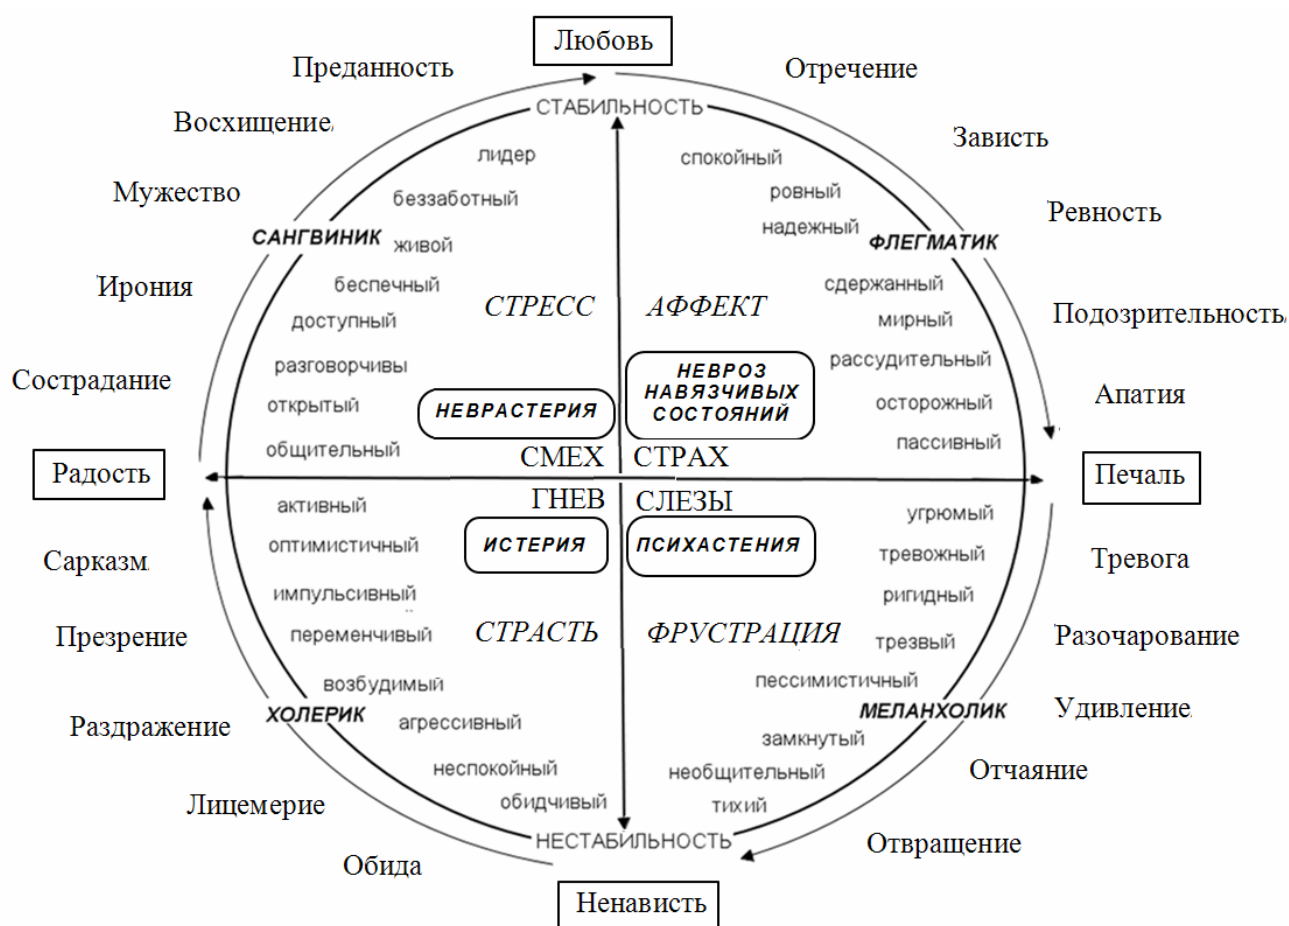 Любовь
Преданность
Отречение
Восхищение
СТАБИЛЬНОСТЬ
Зависть
лидер
спокойный
Мужество
беззаботный
ровный
Ревность
САНГВИНИК
живой
надежный
ФЛЕГМАТИК
Ирония
беспечный
СТРЕСС
АФФЕКТ
сдержанный
доступный
мирный
Подозрительность
разговорчивы
НЕВРОЗ
НАВЯЗЧИВЫХ
СОСТОЯНИЙ
рассудительный
Сострадание
открытый
НЕВРАСТЕРИЯ
осторожный
Апатия
общительный
СМЕХ
СТРАХ
пассивный
Радость
Печаль
активный
ГНЕВ
СЛЕЗЫ
угрюмый
Сарказм
оптимистичный
ИСТЕРИЯ
ПСИХАСТЕНИЯ
тревожный
Тревога
импульсивный
ригидный
Презрение
переменчивый
СТРАСТЬ
ФРУСТРАЦИЯ
трезвый
Разочарование
возбудимый
пессимистичный
Раздражение
ХОЛЕРИК
агрессивный
МЕЛАНХОЛИК
Удивление
замкнутый
неспокойный
необщительный
Отчаяние
Лицемерие
обидчивый
тихий
НЕСТАБИЛЬНОСТЬ
Отвращение
Обида
Ненависть